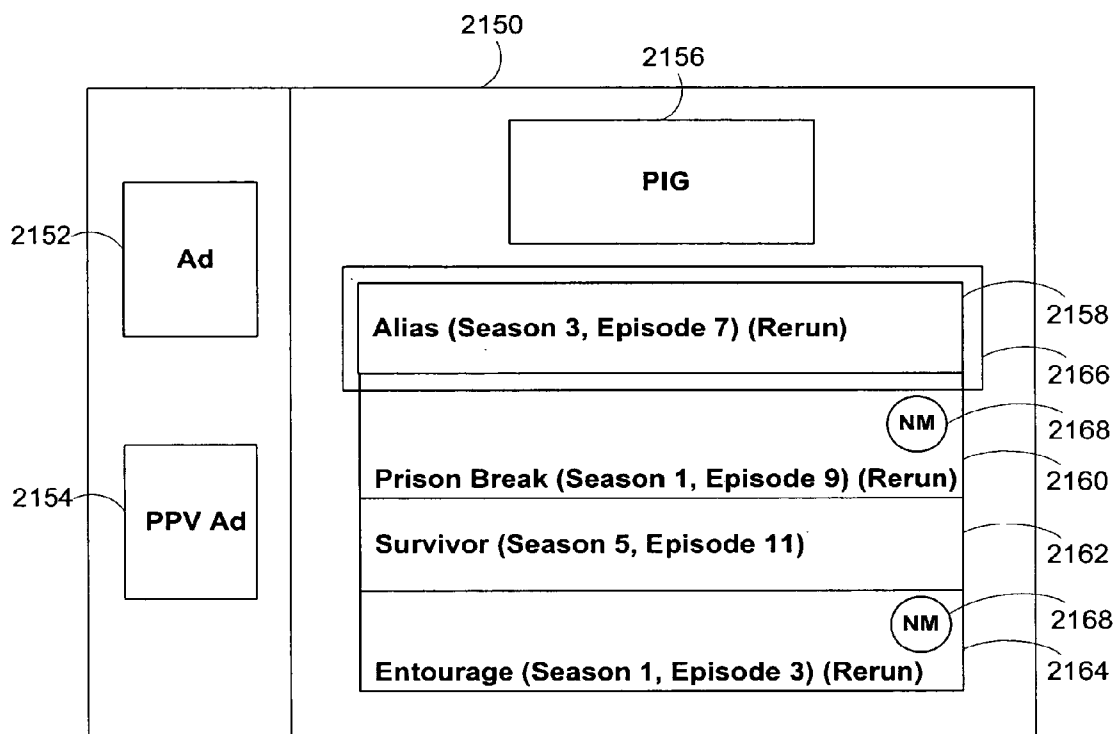 2150
2156
PIG
2152
Ad
Alias (Season 3, Episode 7) (Rerun)
2158
2166
NM
2168
Prison Break (Season 1, Episode 9) (Rerun)
2160
2154
PPV Ad
Survivor (Season 5, Episode 11)
2162
NM
2168
Entourage (Season 1, Episode 3) (Rerun)
2164